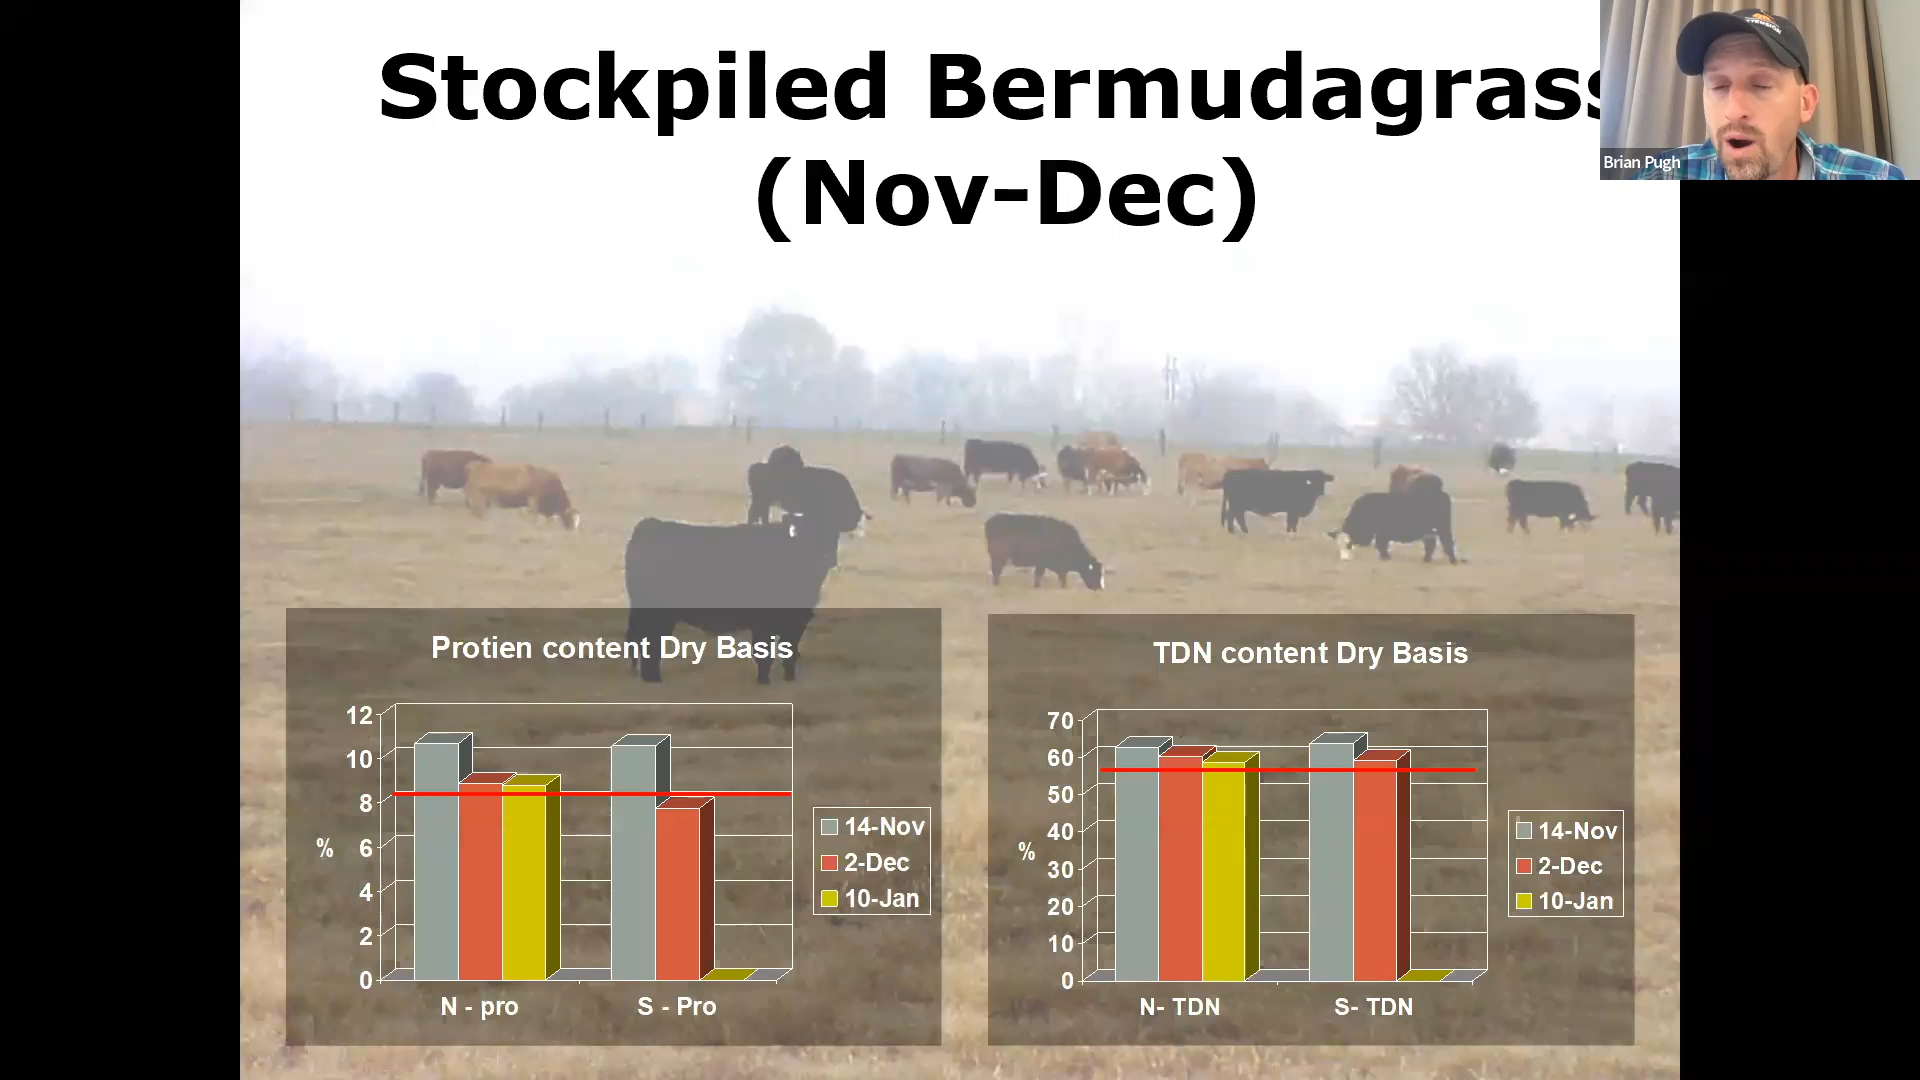 Stockpiled Bermudagrass
(Nov-Dec)
Brian Pugh
Protien content Dry Basis
12
10
8
6
4
2
0
%
N - pro
S - Pro
14-Nov
2-Dec
10-Jan
TDN content Dry Basis
70
60
50
40
30
20
10
0
%
N- TDN
S- TDN
14-Nov
2-Dec
10-Jan